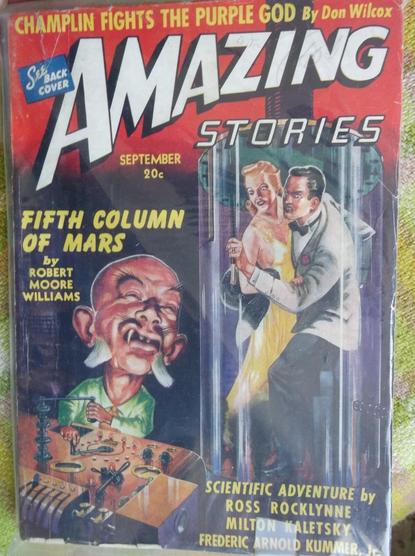 CHAMPLIN FIGHTS THE PURPLE GOD By Don Wilcox
See BACK
COVER
AMAZING
STORIES
SEPTEMBER
20c
FIFTH COLUMN
OF MARS
by
ROBERT
MOORE
WILLIAMS
SCIENTIFIC ADVENTURE by
ROSS ROCKLYNNE
MILTON KALETSKY
FREDERIC ARNOLD KUMMER